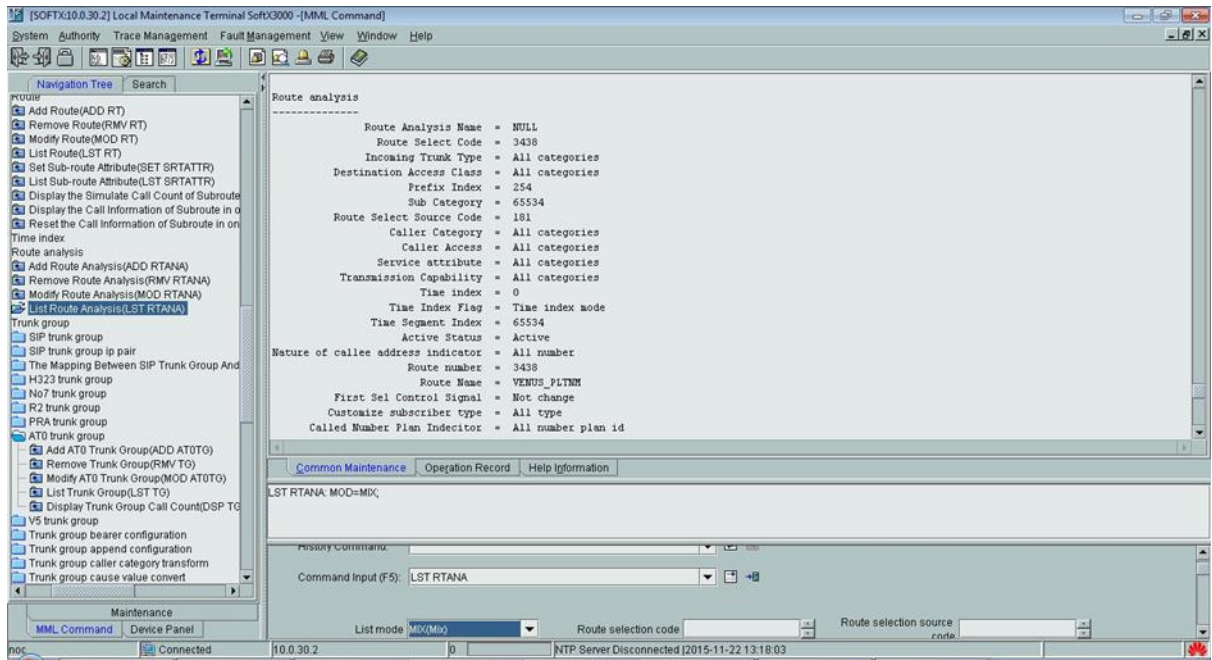 [SOFTX:10.0.30.2] Local Maintenance Terminal SoftX3000 -[MML Command]
System Authority Trace Management Fault Management View Window Help
Navigation Tree Search
Route
Add Route(ADD RT)
Remove Route(RMV RT)
Modify Route(MOD RT)
List Route(LST RT)
Set Sub-route Attribute(SET SRTATTR)
List Sub-route Attribute(LST SRTATTR)
Display the Simulate Call Count of Subroute
Display the Call Information of Subroute in o
Reset the Call Information of Subroute in on
Time index
Route analysis
Add Route Analysis(ADD RTANA)
Remove Route Analysis(RMV RTANA)
Modify Route Analysis(MOD RTANA)
List Route Analysis(LST RTANA)
Trunk group
SIP trunk group
SIP trunk group ip pair
The Mapping Between SIP Trunk Group And
H323 trunk group
No7 trunk group
R2 trunk group
PRA trunk group
AT0 trunk group
Add AT0 Trunk Group(ADD AT0TG)
Remove Trunk Group(RMV TG)
Modify AT0 Trunk Group(MOD AT0TG)
List Trunk Group(LST TG)
Display Trunk Group Call Count(DSP TG
V5 trunk group
Trunk group bearer configuration
Trunk group append configuration
Trunk group caller category transform
Trunk group cause value convert
Maintenance
MML Command Device Panel
Route analysis
--------------
Route Analysis Name = NULL
Route Select Code = 3438
Incoming Trunk Type = All categories
Destination Access Class = All categories
Prefix Index = 254
Sub Category = 65534
Route Select Source Code = 181
Caller Category = All categories
Caller Access = All categories
Service attribute = All categories
Transmission Capability = All categories
Time index = 0
Time Index Flag = Time index mode
Time Segment Index = 65534
Active Status = Active
Nature of callee address indicator = All number
Route number = 3438
Route Name = VENUS_PLTNM
First Sel Control Signal = Not change
Customize subscriber type = All type
Called Number Plan Indecitor = All number plan id
Common Maintenance Operation Record Help Information
LST RTANA: MOD=MIX;
History Command:
Command Input (F5): LST RTANA
List mode MIX(Mix) Route selection code Route selection source code
noc Connected 10.0.30.2 0 NTP Server Disconnected |2015-11-22 13:18:03